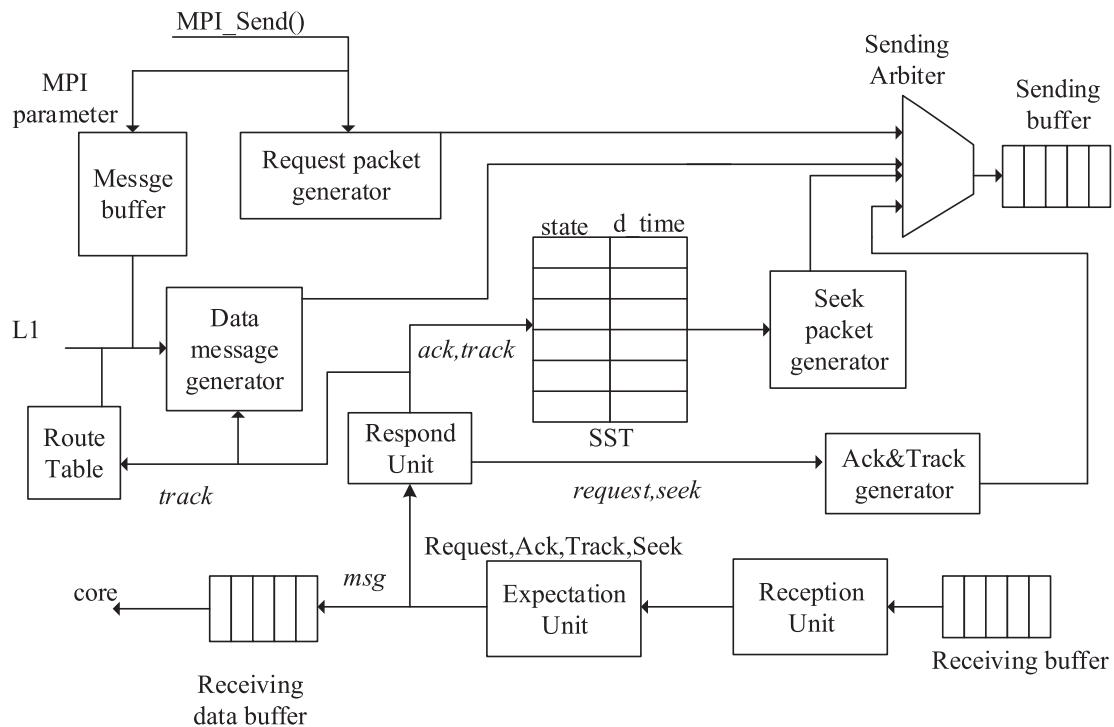 MPI_Send()
MPI
parameter
Sending
Arbiter
Sending
buffer
Messge
buffer
Request packet
generator
state d_time
L1
Data
message
generator
ack,track
Seek
packet
generator
Route
Table
Respond
Unit
SST
Ack&Track
generator
track
request,seek
Request,Ack,Track,Seek
core
msg
Expectation
Unit
Reception
Unit
Receiving buffer
Receiving
data buffer